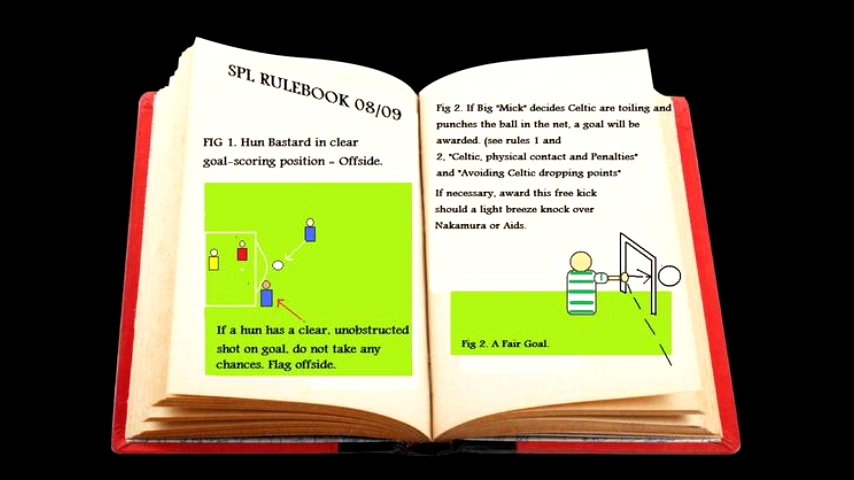 SPL RULEBOOK 08/09
FIG 1. Hun Bastard in clear
goal-scoring position - Offside.
If a hun has a clear, unobstructed
shot on goal, do not take any
chances. Flag offside.
Fig 2. If Big "Mick" decides Celtic are toiling and
punches the ball in the net, a goal will be
awarded. (see rules 1 and
2, "Celtic, physical contact and Penalties"
and "Avoiding Celtic dropping points"
If necessary, award this free kick
should a light breeze knock over
Nakamura or Aids.
Fig 2. A Fair Goal.